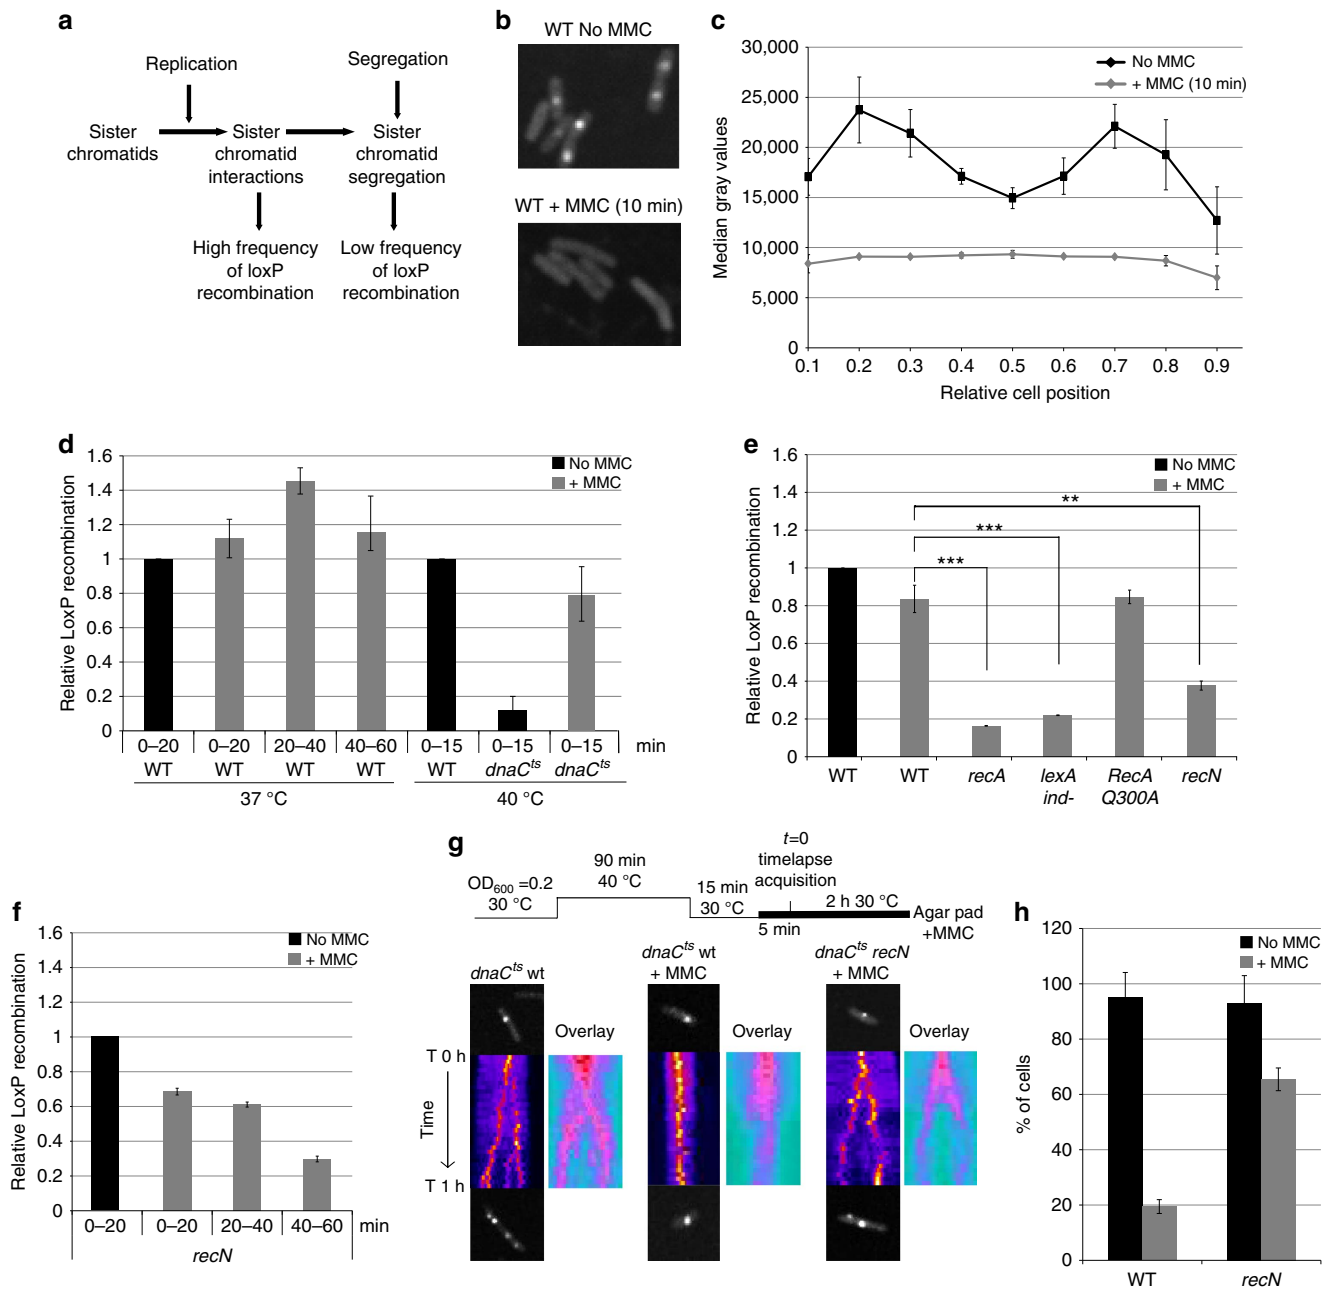 a
Replication
Segregation
Sister
chromatids
Sister
chromatid
interactions
Sister
chromatid
segregation
High frequency
of loxP
recombination
Low frequency
of loxP
recombination
b
WT No MMC
WT + MMC (10 min)
c
30,000
25,000
20,000
15,000
10,000
5,000
0
Median gray values
No MMC
+ MMC (10 min)
0.1 0.2 0.3 0.4 0.5 0.6 0.7 0.8 0.9
Relative cell position
d
1.6
1.4
1.2
1
0.8
0.6
0.4
0.2
0
Relative LoxP recombination
No MMC
+ MMC
0–20 0–20 20–40 40–60 0–15 0–15 0–15 min
WT WT WT WT WT dnaCts dnaCts
37 °C 40 °C
e
1.6
1.4
1.2
1
0.8
0.6
0.4
0.2
0
Relative LoxP recombination
No MMC
+ MMC
**
***
***
WT WT recA lexA ind- RecA Q300A recN
f
1.6
1.4
1.2
1
0.8
0.6
0.4
0.2
0
Relative LoxP recombination
No MMC
+ MMC
0–20 0–20 20–40 40–60 min
recN
g
OD600 =0.2
30 °C
90 min
40 °C
15 min
30 °C
t=0
timelapse
acquisition
5 min
2 h 30 °C
Agar pad
+MMC
dnaCts wt
Overlay
dnaCts wt
+ MMC
Overlay
dnaCts recN
+ MMC
Overlay
T 0 h
Time
T 1 h
h
120
100
80
60
40
20
0
% of cells
No MMC
+ MMC
WT recN